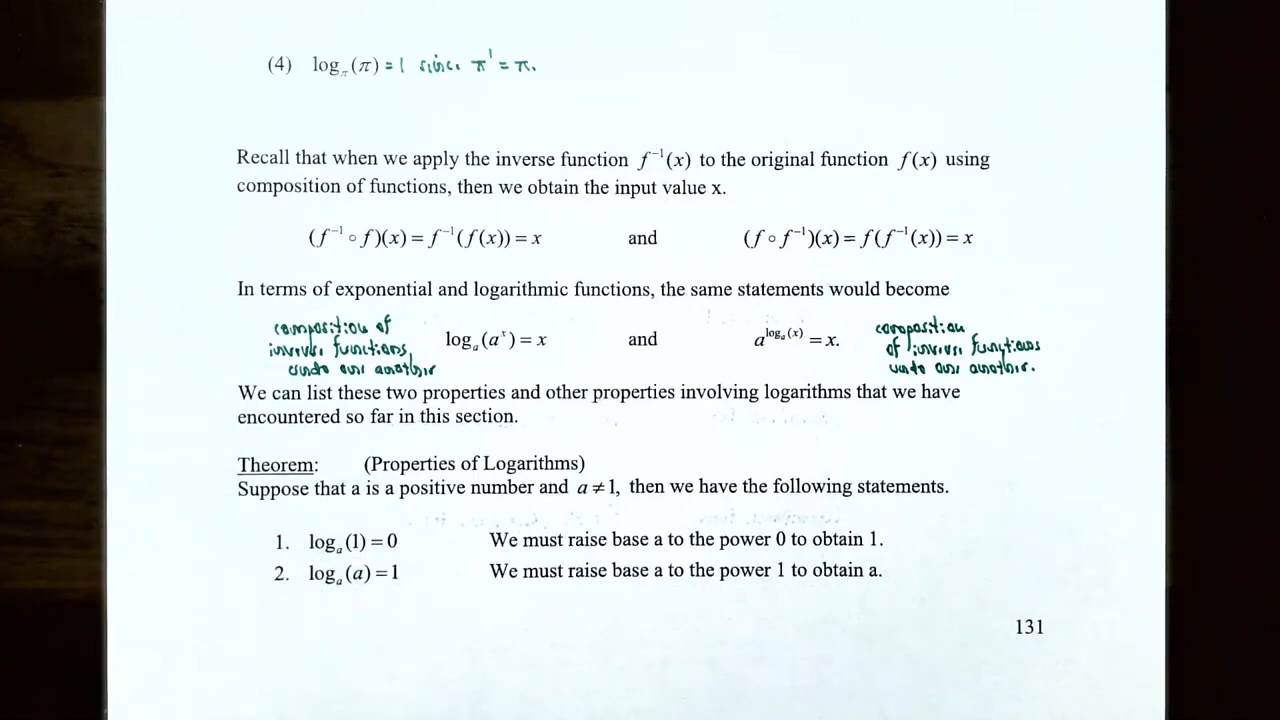 (4) log_π(π) = 1 since π¹ = π.
Recall that when we apply the inverse function f⁻¹(x) to the original function f(x) using
composition of functions, then we obtain the input value x.
(f⁻¹ ∘ f)(x) = f⁻¹(f(x)) = x and (f ∘ f⁻¹)(x) = f(f⁻¹(x)) = x
In terms of exponential and logarithmic functions, the same statements would become
composition of
inverse functions
undo one another
logₐ(aˣ) = x and a^{logₐ(x)} = x.
composition
of inverse functions
undo one another.
We can list these two properties and other properties involving logarithms that we have
encountered so far in this section.
Theorem: (Properties of Logarithms)
Suppose that a is a positive number and a ≠ 1, then we have the following statements.
1. logₐ(1) = 0 We must raise base a to the power 0 to obtain 1.
2. logₐ(a) = 1 We must raise base a to the power 1 to obtain a.
131